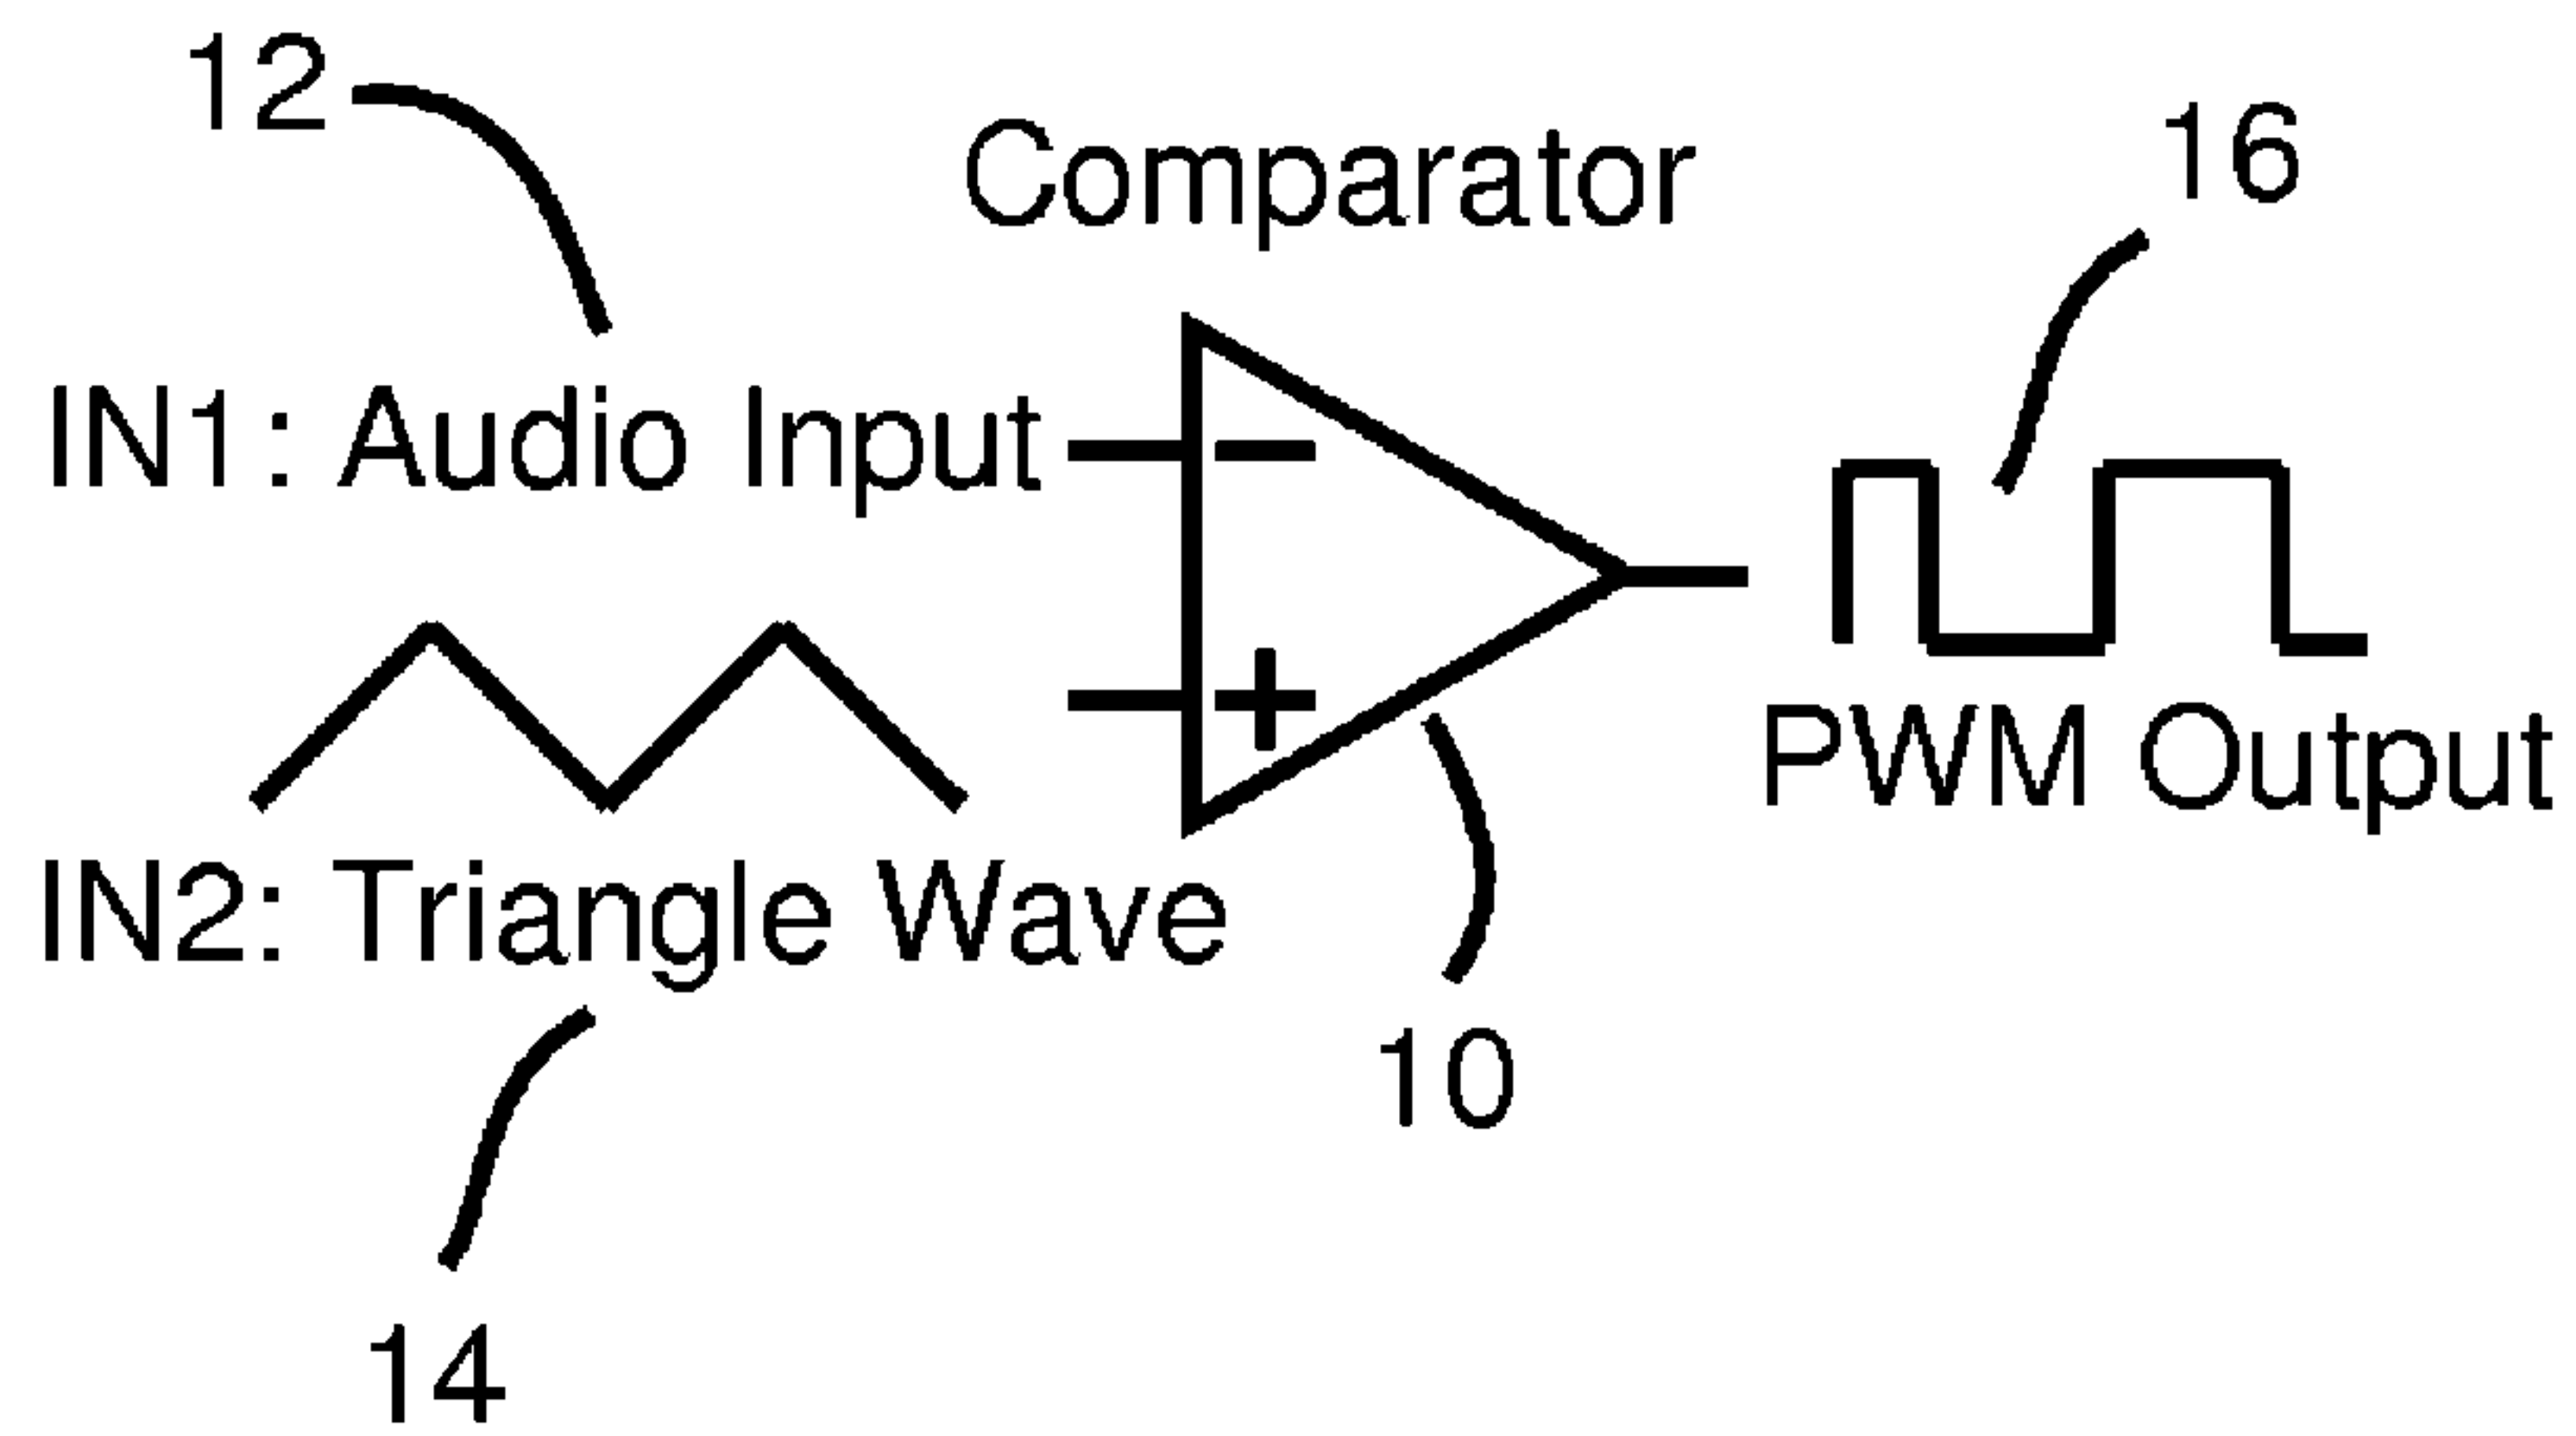 12
Comparator
16
IN1: Audio Input
−
+
PWM Output
IN2: Triangle Wave
10
14